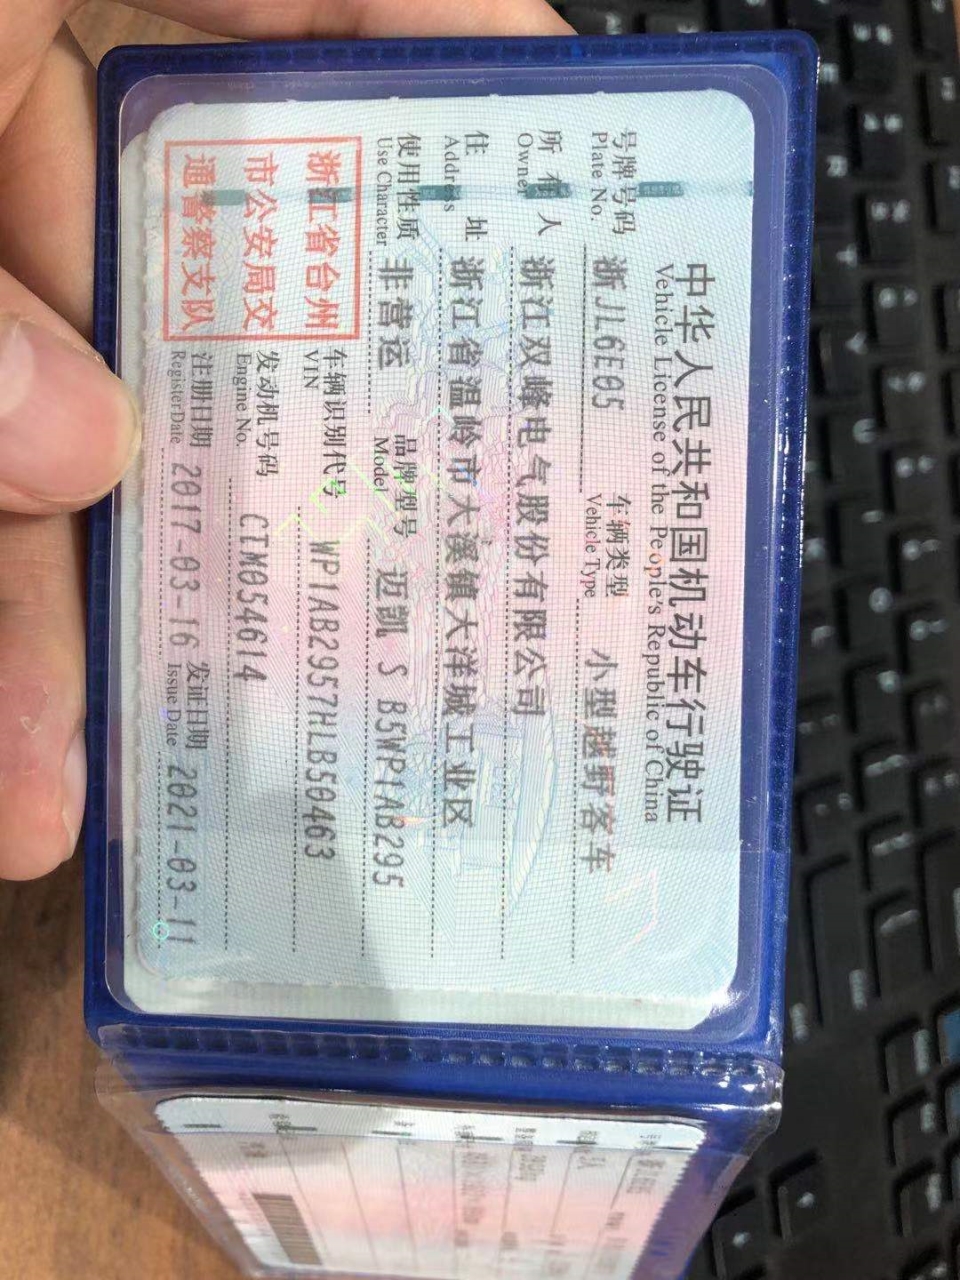 中华人民共和国机动车行驶证
Vehicle License of the People's Republic of China
号牌号码 浙JL6E05 车辆类型 小型越野客车
Plate No. Vehicle Type
所有人 浙江双峰电气股份有限公司
Owner
住址 浙江省温岭市大溪镇大洋城工业区
Address
使用性质 非营运 品牌型号 迈凯 S B5WP1AB295
Use Character Model
浙江省台州
市公安局交
通警察支队
车辆识别代号 WP1AB2957HLB50463
VIN
发动机号码 CTM054614
Engine No.
注册日期 2017-03-16 发证日期 2021-03-11
Register Date Issue Date